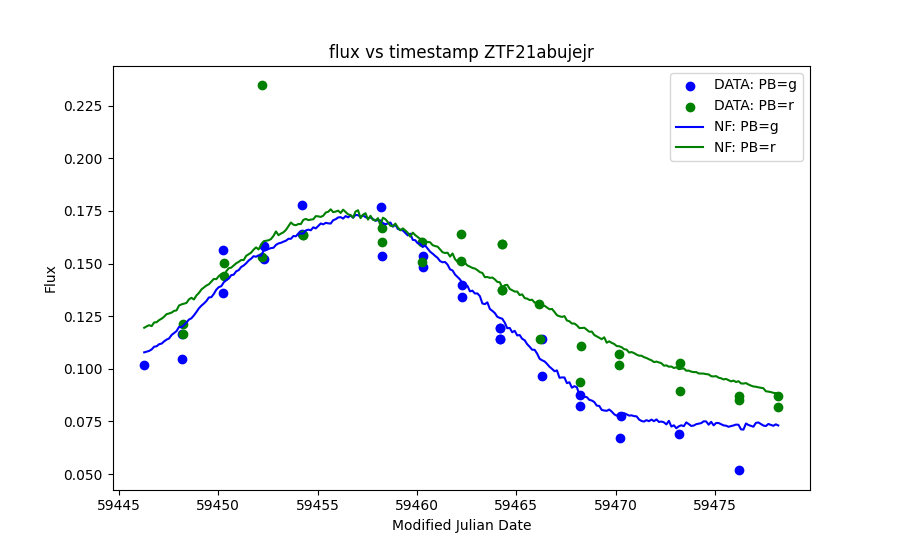 flux vs timestamp ZTF21abujejr
DATA: PB=g
DATA: PB=r
NF: PB=g
NF: PB=r
Flux
0.225
0.200
0.175
0.150
0.125
0.100
0.075
0.050
59445 59450 59455 59460 59465 59470 59475
Modified Julian Date